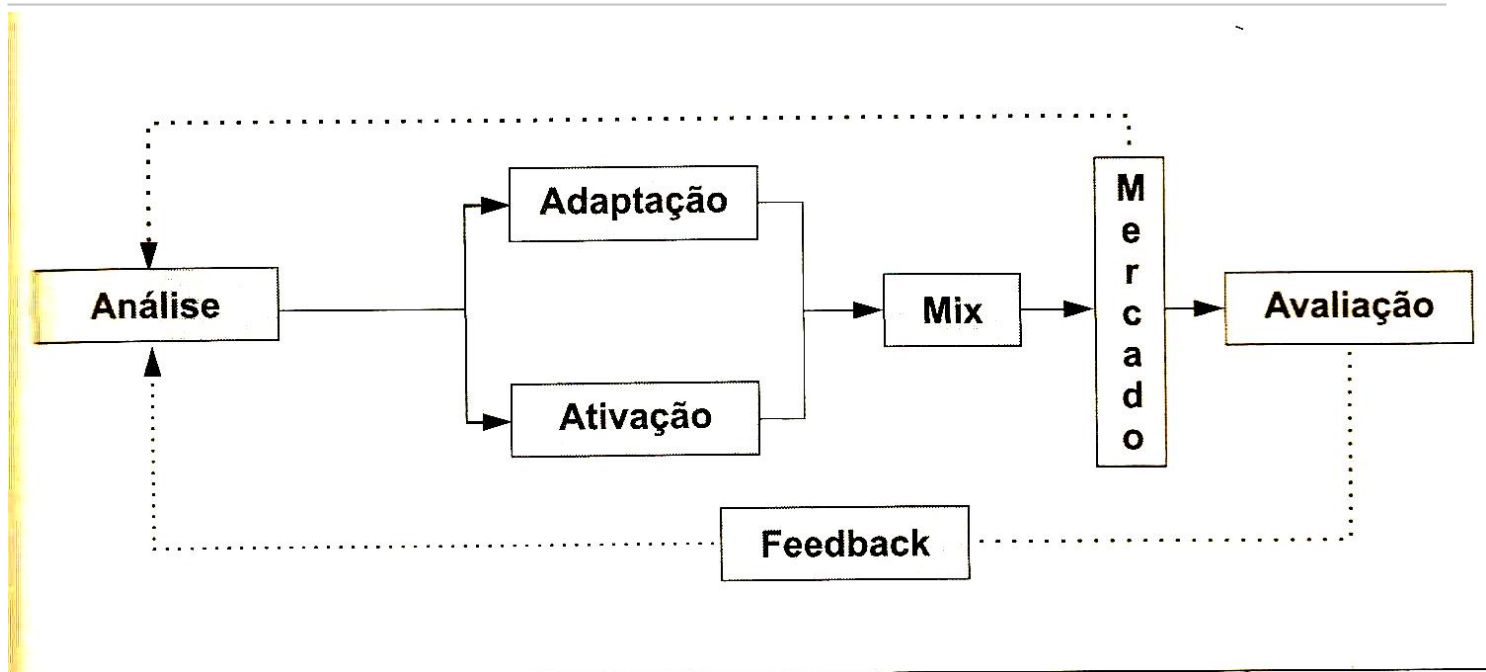 Adaptação
Análise
Mix
Mercado
Avaliação
Ativação
Feedback